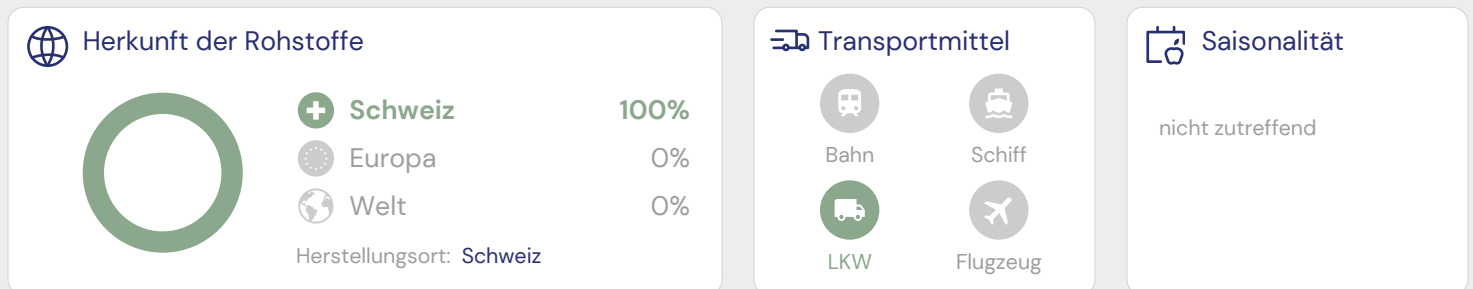 Herkunft der Rohstoffe
Schweiz 100%
Europa 0%
Welt 0%
Herstellungsort: Schweiz
Transportmittel
Bahn
Schiff
LKW
Flugzeug
Saisonalität
nicht zutreffend